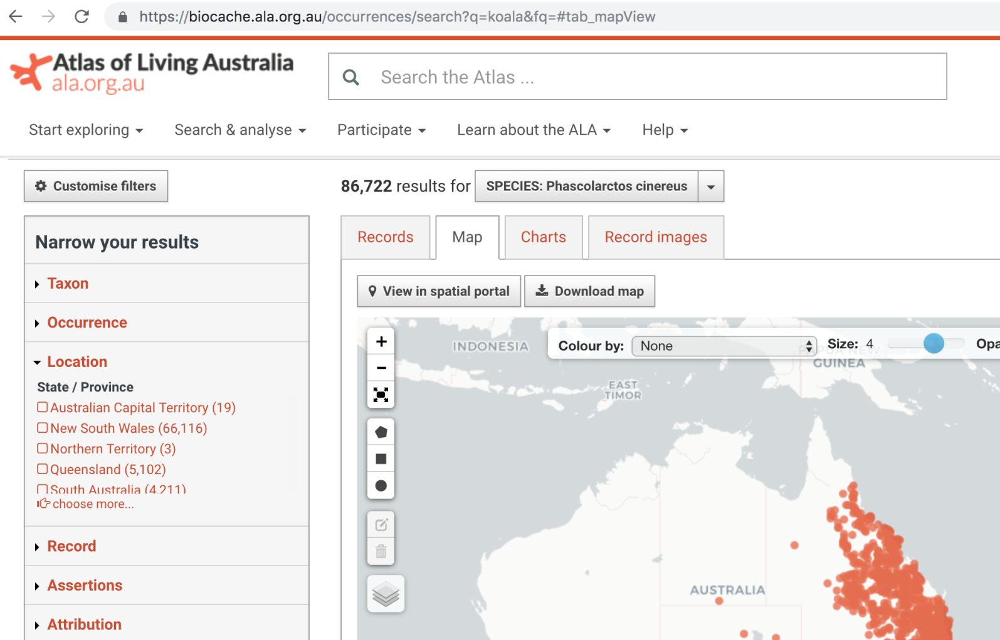 https://biocache.ala.org.au/occurrences/search?q=koala&fq=#tab_mapView
Atlas of Living Australia
ala.org.au
Search the Atlas ...
Start exploring
Search & analyse
Participate
Learn about the ALA
Help
Customise filters
86,722 results for
SPECIES: Phascolarctos cinereus
Narrow your results
Taxon
Occurrence
Location
State / Province
Australian Capital Territory (19)
New South Wales (66,116)
Northern Territory (3)
Queensland (5,102)
South Australia (4,211)
choose more...
Record
Assertions
Attribution
Records
Map
Charts
Record images
View in spatial portal
Download map
+
−
Colour by:
None
Size: 4
Opa
INDONESIA
PAPUA NEW
GUINEA
EAST
TIMOR
AUSTRALIA